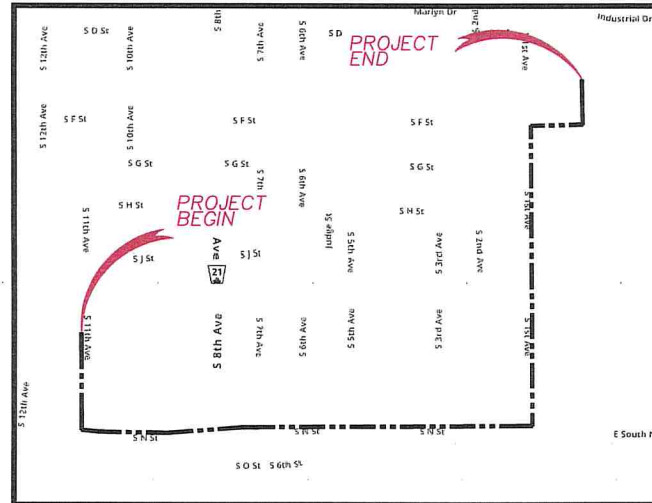 Marlyn Dr
Industrial Dr
S 12th Ave
S D St
S 10th Ave
S 8th
S 7th Ave
S 6th Ave
S D
PROJECT
END
S 2nd
1st Ave
S 12th Ave
S F St
S 10th Ave
S F St
S F St
S G St
S G St
S G St
S 7th
S 6th Ave
PROJECT
BEGIN
S H St
S H St
S 11th Ave
S J St
Ave
21
S J St
Judge St
S 5th Ave
S 3rd Ave
S 2nd Ave
S 1st Ave
S 11th Ave
S 8th Ave
S 7th Ave
S 6th Ave
S 5th Ave
S 3rd Ave
S 1st Ave
S 12th Ave
S N St
S N St
S N St
E South
S O St
S 6th St